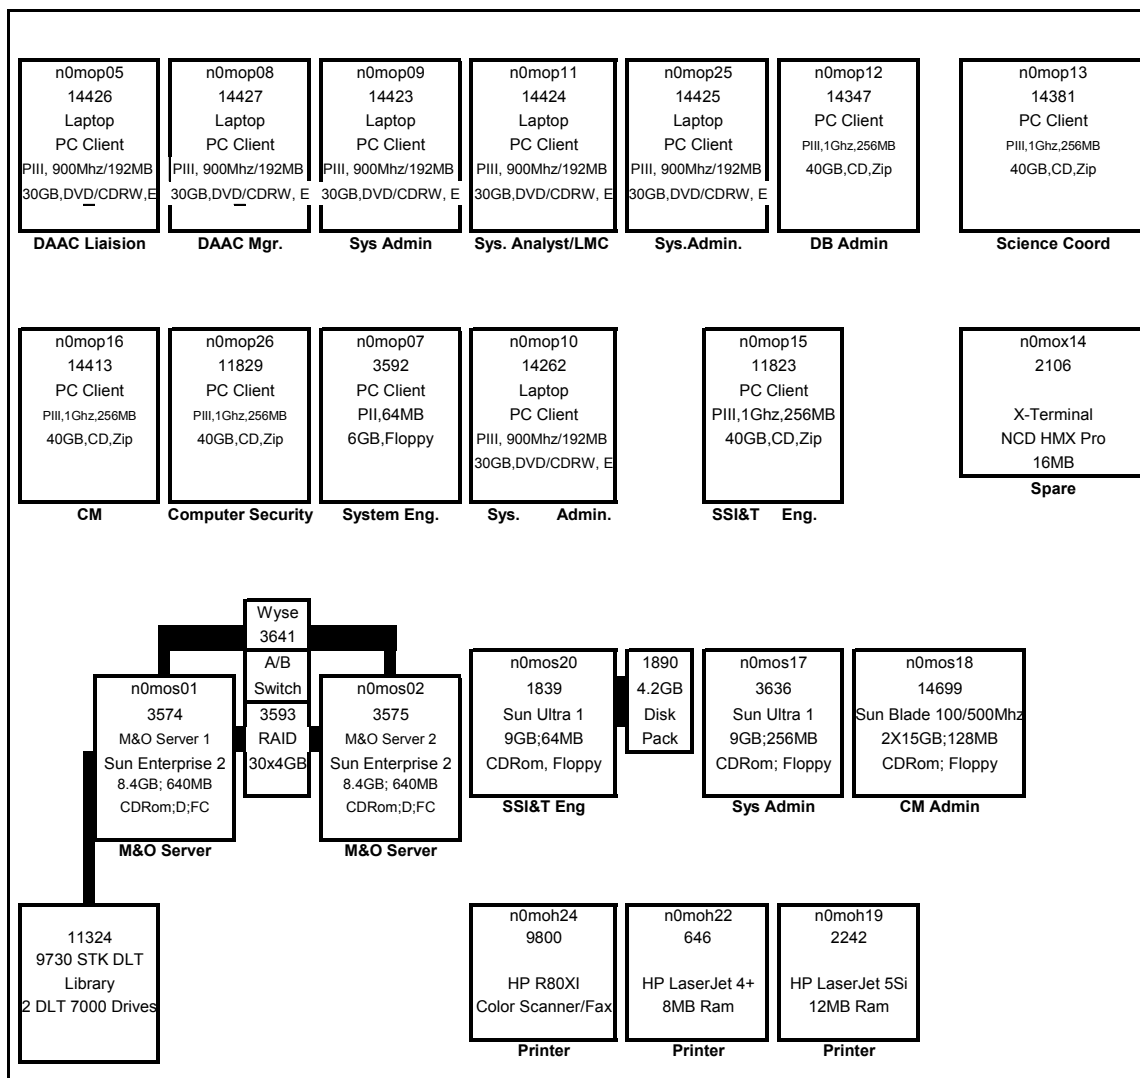 n0mop05
14426
Laptop
PC Client
PIII, 900Mhz/192MB
30GB,DVD/CDRW,E
DAAC Liaision
n0mop08
14427
Laptop
PC Client
PIII, 900Mhz/192MB
30GB,DVD/CDRW, E
DAAC Mgr.
n0mop09
14423
Laptop
PC Client
PIII, 900Mhz/192MB
30GB,DVD/CDRW, E
Sys Admin
n0mop11
14424
Laptop
PC Client
PIII, 900Mhz/192MB
30GB,DVD/CDRW, E
Sys. Analyst/LMC
n0mop25
14425
Laptop
PC Client
PIII, 900Mhz/192MB
30GB,DVD/CDRW, E
Sys.Admin.
n0mop12
14347
PC Client
PIII,1Ghz,256MB
40GB,CD,Zip
DB Admin
n0mop13
14381
PC Client
PIII,1Ghz,256MB
40GB,CD,Zip
Science Coord
n0mop16
14413
PC Client
PIII,1Ghz,256MB
40GB,CD,Zip
CM
n0mop26
11829
PC Client
PIII,1Ghz,256MB
40GB,CD,Zip
Computer Security
n0mop07
3592
PC Client
PII,64MB
6GB,Floppy
System Eng.
n0mop10
14262
Laptop
PC Client
PIII, 900Mhz/192MB
30GB,DVD/CDRW, E
Sys. Admin.
n0mop15
11823
PC Client
PIII,1Ghz,256MB
40GB,CD,Zip
SSI&T Eng.
n0mox14
2106
X-Terminal
NCD HMX Pro
16MB
Spare
Wyse
3641
A/B
Switch
3593
RAID
30x4GB
n0mos01
3574
M&O Server 1
Sun Enterprise 2
8.4GB; 640MB
CDRom;D;FC
M&O Server
n0mos02
3575
M&O Server 2
Sun Enterprise 2
8.4GB; 640MB
CDRom;D;FC
M&O Server
n0mos20
1839
Sun Ultra 1
9GB;64MB
CDRom, Floppy
SSI&T Eng
1890
4.2GB
Disk
Pack
n0mos17
3636
Sun Ultra 1
9GB;256MB
CDRom; Floppy
Sys Admin
n0mos18
14699
Sun Blade 100/500Mhz
2X15GB;128MB
CDRom; Floppy
CM Admin
11324
9730 STK DLT
Library
2 DLT 7000 Drives
n0moh24
9800
HP R80XI
Color Scanner/Fax
Printer
n0moh22
646
HP LaserJet 4+
8MB Ram
Printer
n0moh19
2242
HP LaserJet 5Si
12MB Ram
Printer